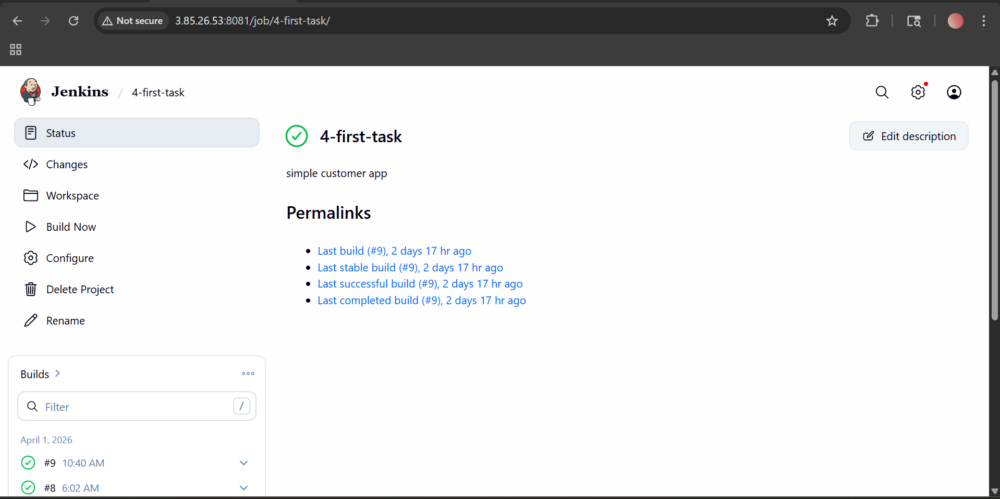 Not secure 3.85.26.53:8081/job/4-first-task/
Jenkins / 4-first-task
Status
Changes
Workspace
Build Now
Configure
Delete Project
Rename
4-first-task
Edit description
simple customer app
Permalinks
Last build (#9), 2 days 17 hr ago
Last stable build (#9), 2 days 17 hr ago
Last successful build (#9), 2 days 17 hr ago
Last completed build (#9), 2 days 17 hr ago
Builds
Filter /
April 1, 2026
#9 10:40 AM
#8 6:02 AM